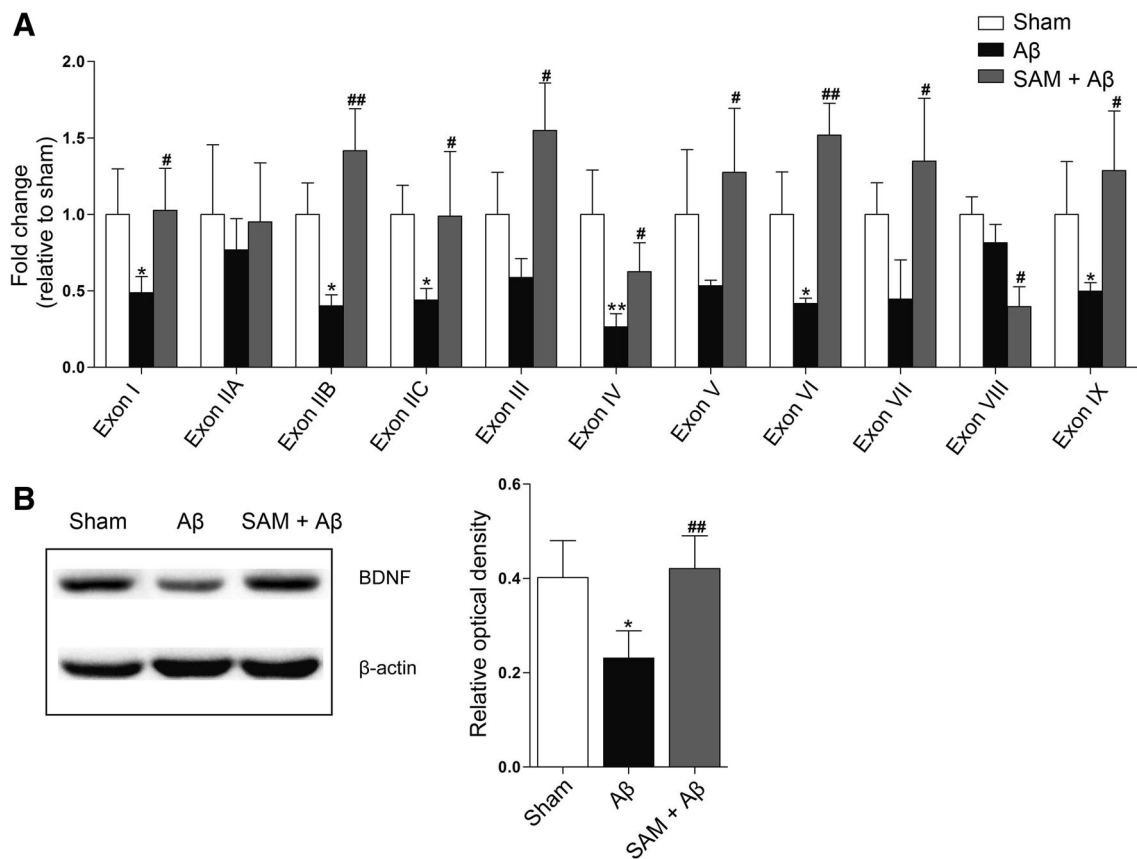 A
Sham
Aβ
SAM + Aβ
Fold change
(relative to sham)
2.0
1.5
1.0
0.5
0.0
* # * ## * # # ** # # * ## # # * #
Exon I
Exon IIA
Exon IIB
Exon IIC
Exon III
Exon IV
Exon V
Exon VI
Exon VII
Exon VIII
Exon IX
B
Sham Aβ SAM + Aβ
BDNF
β-actin
Relative optical density
0.6
0.4
0.2
0.0
* ##
Sham
Aβ
SAM + Aβ